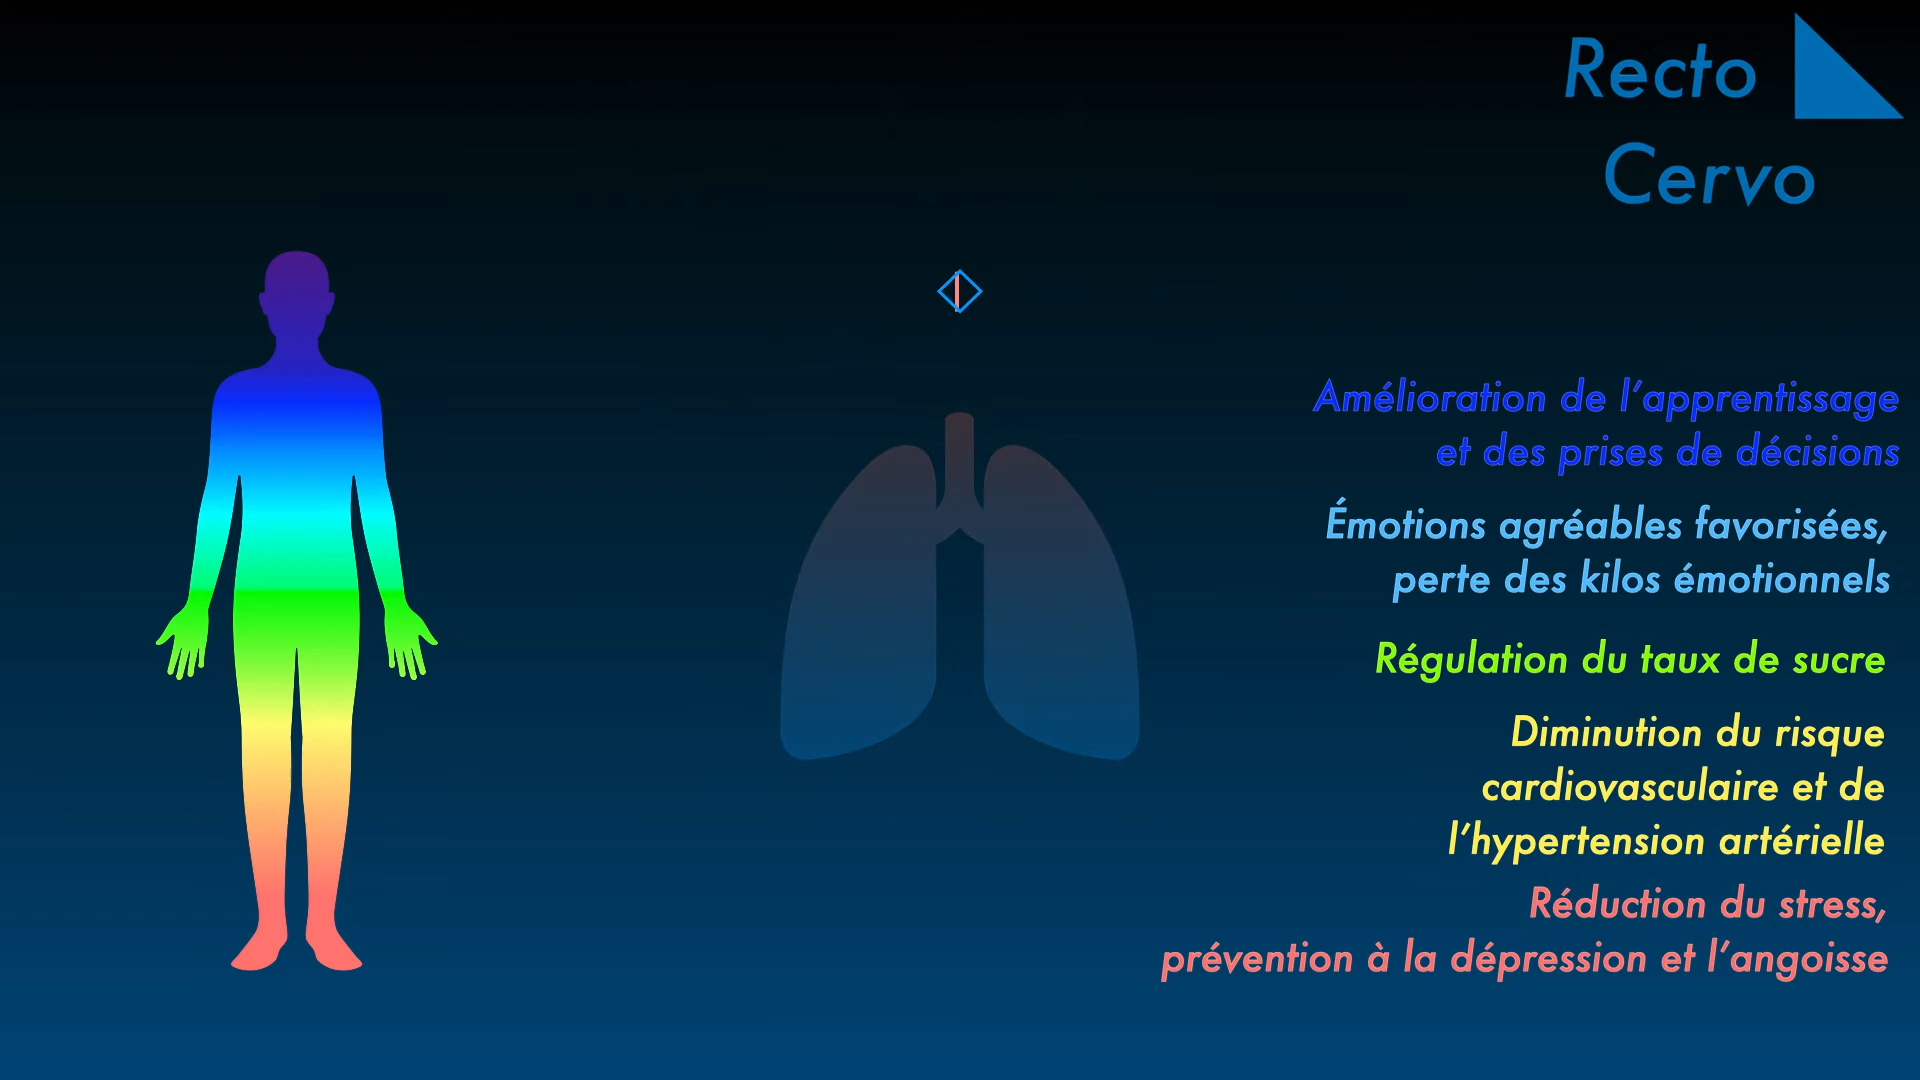 Recto
Cervo
Amélioration de l’apprentissage
et des prises de décisions
Émotions agréables favorisées,
perte des kilos émotionnels
Régulation du taux de sucre
Diminution du risque
cardiovasculaire et de
l’hypertension artérielle
Réduction du stress,
prévention à la dépression et l’angoisse